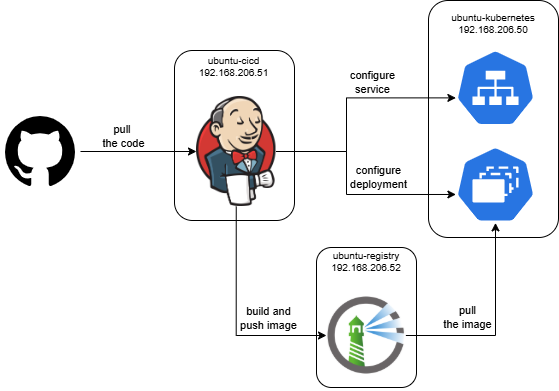 ubuntu-kubernetes
192.168.206.50
ubuntu-cicd
192.168.206.51
configure
service
pull
the code
configure
deployment
ubuntu-registry
192.168.206.52
build and
push image
pull
the image